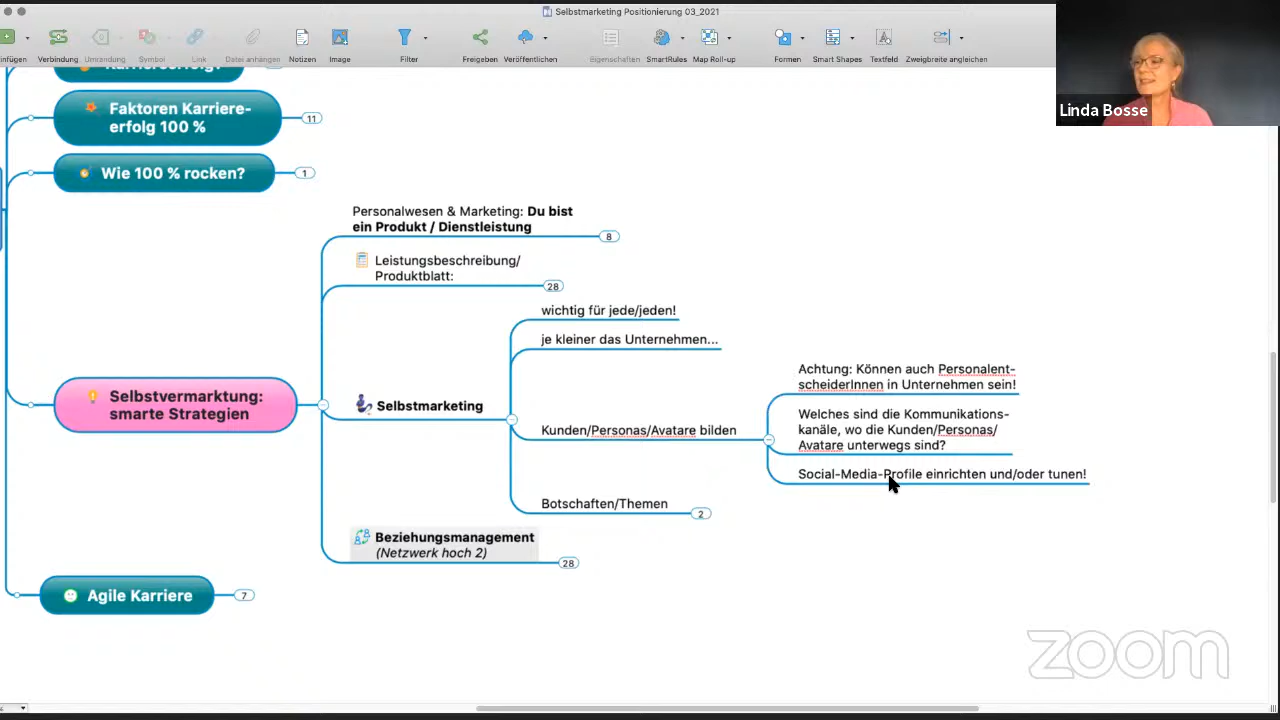 Selbstmarketing Positionierung 03_2021
infügen
Verbindung
Umrandung
Symbol
Link
Datei anhängen
Notizen
Image
Filter
Freigeben
Veröffentlichen
Eigenschaften
SmartRules
Map Roll-up
Formen
Smart Shapes
Textfeld
Zweigbreite angleichen
Linda Bosse
Faktoren Karriere-
erfolg 100 %
11
Wie 100 % rocken?
1
Personalwesen & Marketing: Du bist
ein Produkt / Dienstleistung
8
Leistungsbeschreibung/
Produktblatt:
28
wichtig für jede/jeden!
je kleiner das Unternehmen...
Selbstvermarktung:
smarte Strategien
Selbstmarketing
Kunden/Personas/Avatare bilden
Achtung: Können auch Personalent-
scheiderInnen in Unternehmen sein!
Welches sind die Kommunikations-
kanäle, wo die Kunden/Personas/
Avatare unterwegs sind?
Social-Media-Profile einrichten und/oder tunen!
Botschaften/Themen
2
Beziehungsmanagement
(Netzwerk hoch 2)
28
Agile Karriere
7
zoom